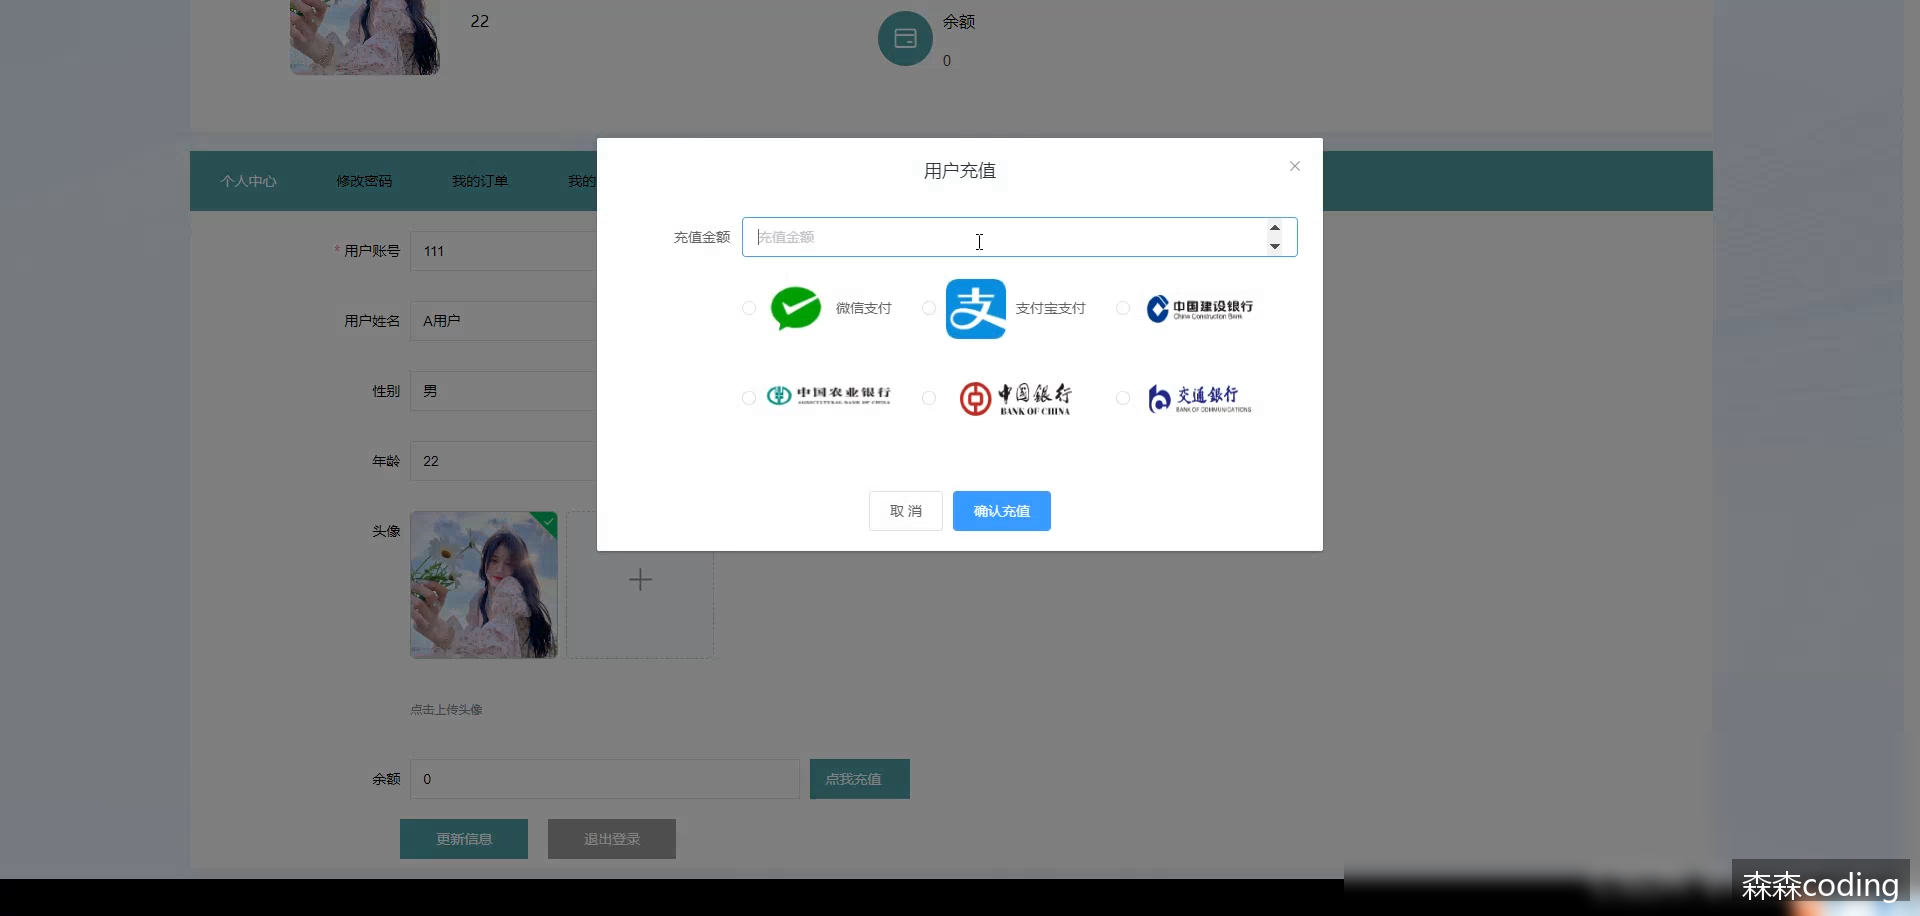 22
余额
0
用户充值
个人中心
修改密码
我的订单
我的
充值金额
充值金额
* 用户账号
111
微信支付
支付宝支付
中国建设银行
China Construction Bank
用户姓名
A用户
性别
男
中国农业银行
AGRICULTURAL BANK OF CHINA
中国银行
BANK OF CHINA
交通银行
BANK OF COMMUNICATIONS
年龄
22
取 消
确认充值
头像
点击上传头像
余额
0
点我充值
更新信息
退出登录
森森coding